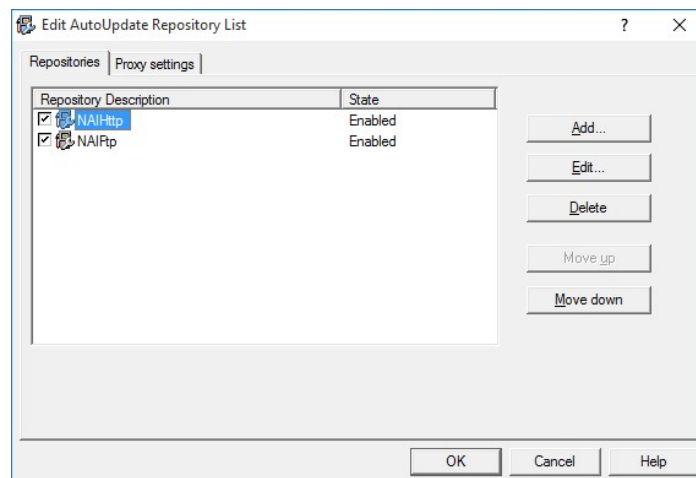 Edit AutoUpdate Repository List
Repositories Proxy settings
Repository Description State
NAIHttp Enabled
NAIFtp Enabled
Add...
Edit...
Delete
Move up
Move down
OK Cancel Help